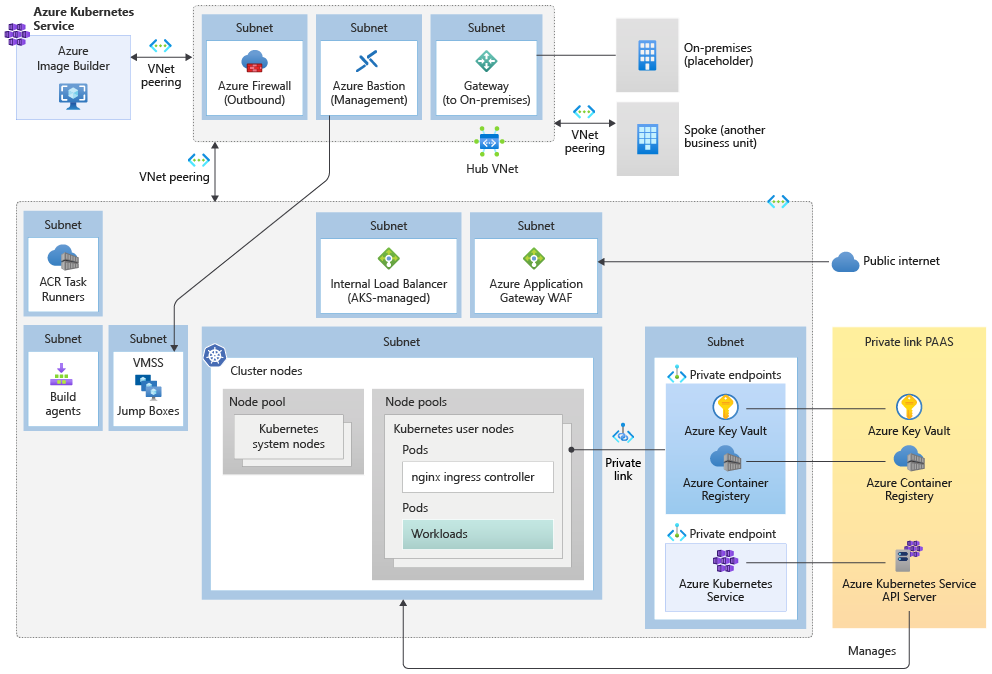 Azure Kubernetes
Service
Azure
Image Builder
VNet
peering
Subnet
Azure Firewall
(Outbound)
Subnet
Azure Bastion
(Management)
Subnet
Gateway
(to On-premises)
On-premises
(placeholder)
VNet
peering
Spoke (another
business unit)
Hub VNet
VNet peering
Subnet
ACR Task
Runners
Subnet
Internal Load Balancer
(AKS-managed)
Subnet
Azure Application
Gateway WAF
Public internet
Subnet
Build
agents
Subnet
VMSS
Jump Boxes
Subnet
Cluster nodes
Node pool
Kubernetes
system nodes
Node pools
Kubernetes user nodes
Pods
nginx ingress controller
Pods
Workloads
Private
link
Subnet
Private endpoints
Azure Key Vault
Azure Container
Registery
Private endpoint
Azure Kubernetes
Service
Private link PAAS
Azure Key Vault
Azure Container
Registery
Azure Kubernetes Service
API Server
Manages